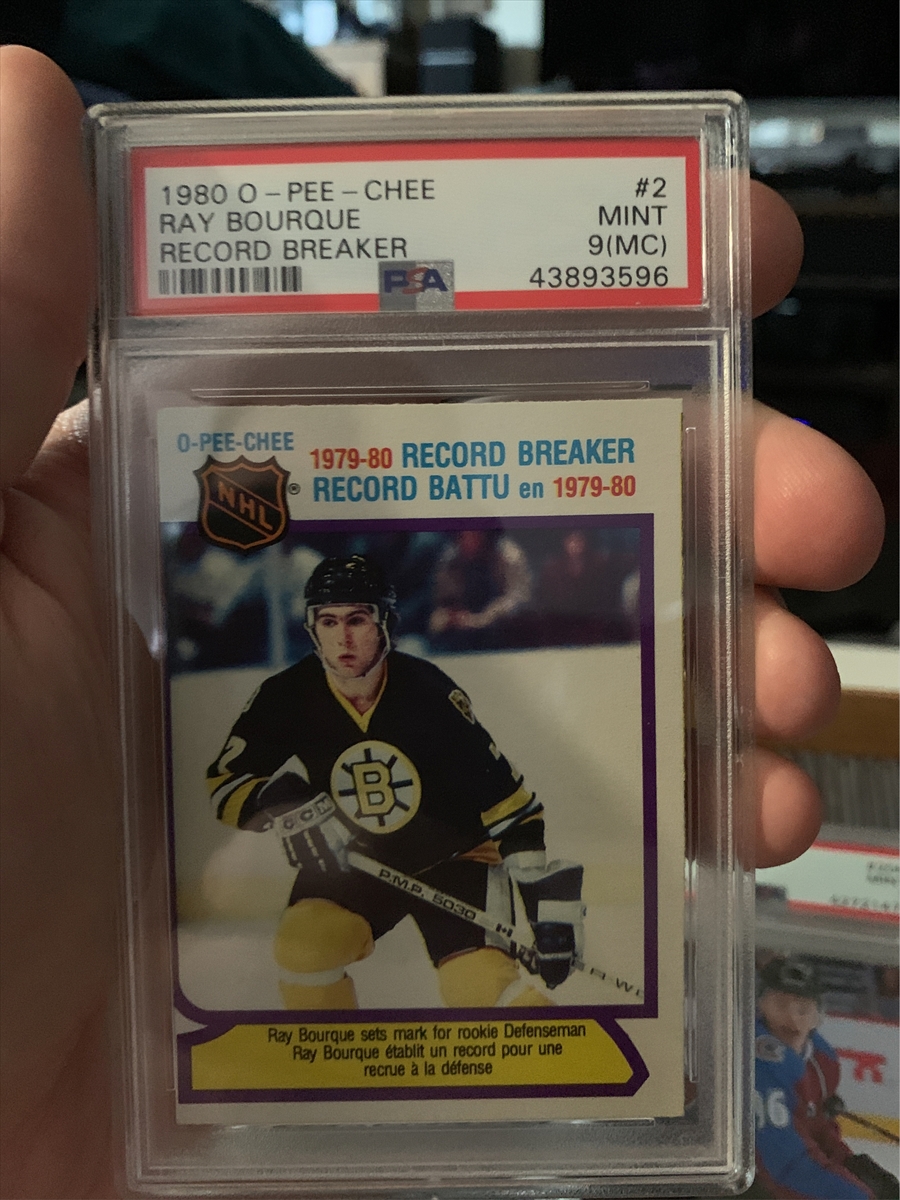 1980 O-PEE-CHEE #2
RAY BOURQUE MINT
RECORD BREAKER 9(MC)
PSA 43893596
O-PEE-CHEE
NHL ®
1979-80 RECORD BREAKER
RECORD BATTU en 1979-80
7
B
CCM
P.M.P. 5030
Ray Bourque sets mark for rookie Defenseman
Ray Bourque établit un record pour une
recrue à la défense
96